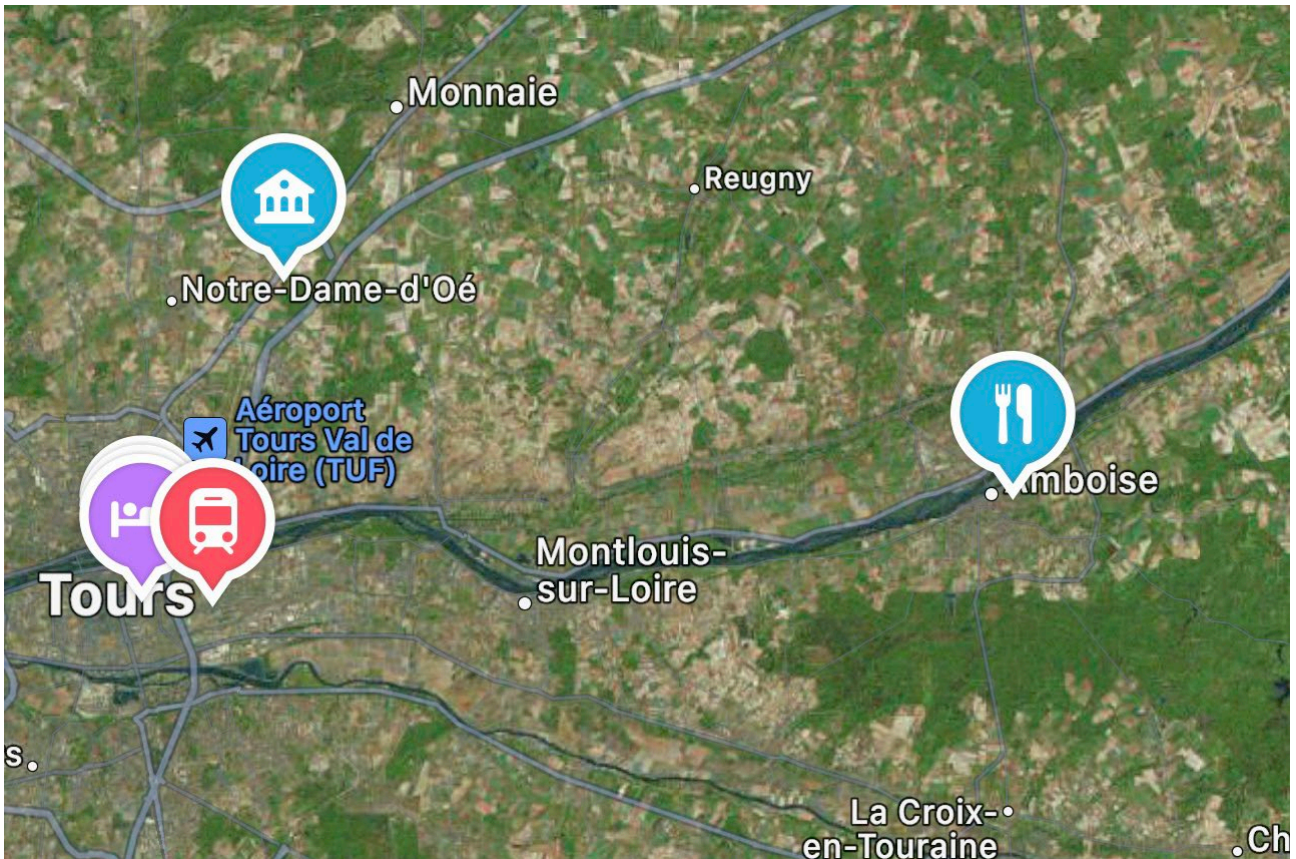 Monnaie
Reugny
Notre-Dame-d'Oé
Aéroport
Tours Val de
Loire (TUF)
Amboise
Montlouis-
sur-Loire
Tours
s
La Croix-
en-Touraine
Ch